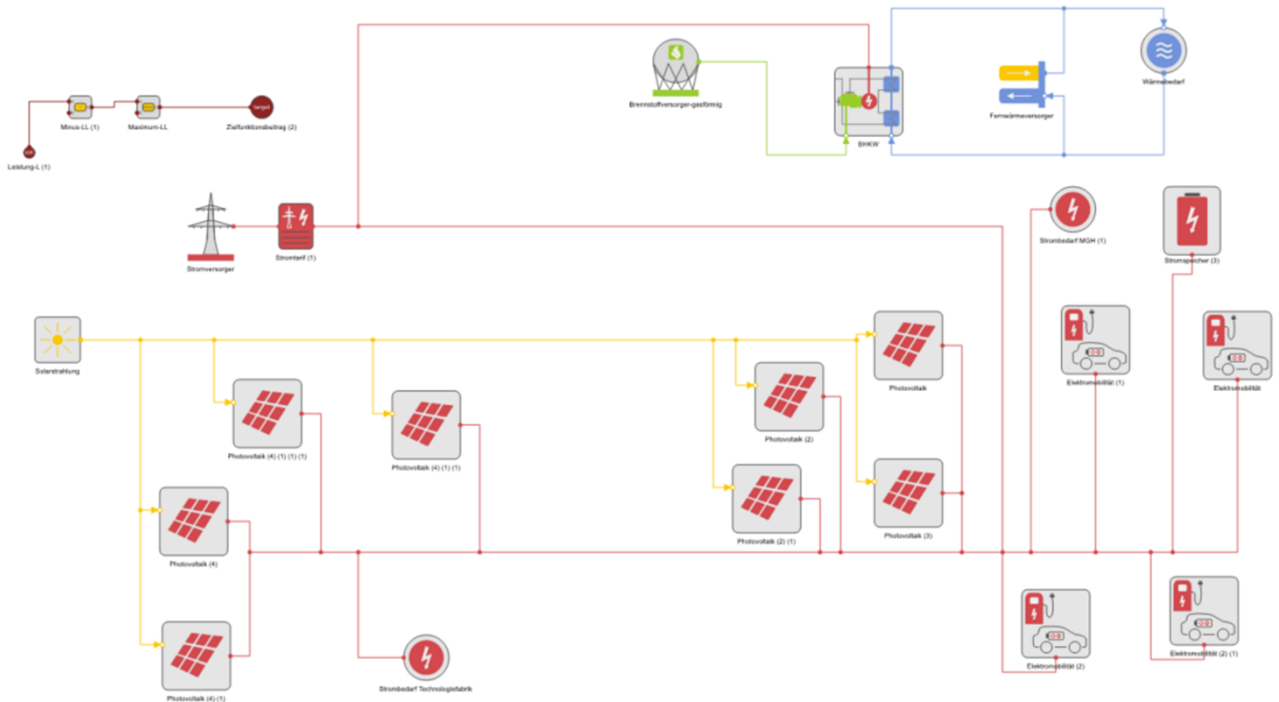 Brennstoffversorger-gasförmig
Wärmebedarf
Fernwärmeversorger
Minus-LL (1)
Maximum-LL
target
Zielfunktionsbeitrag (2)
BHKW
Leistung-L (1)
Stromversorger
Stromtarif (1)
Strombedarf MGH (1)
Stromspeicher (3)
Solarstrahlung
Photovoltaik
Elektromobilität (1)
Elektromobilität
Photovoltaik (4) (1) (1) (1)
Photovoltaik (4) (1) (1)
Photovoltaik (2)
Photovoltaik (2) (1)
Photovoltaik (3)
Photovoltaik (4)
Elektromobilität (2)
Elektromobilität (2) (1)
Strombedarf Technologiefabrik
Photovoltaik (4) (1)